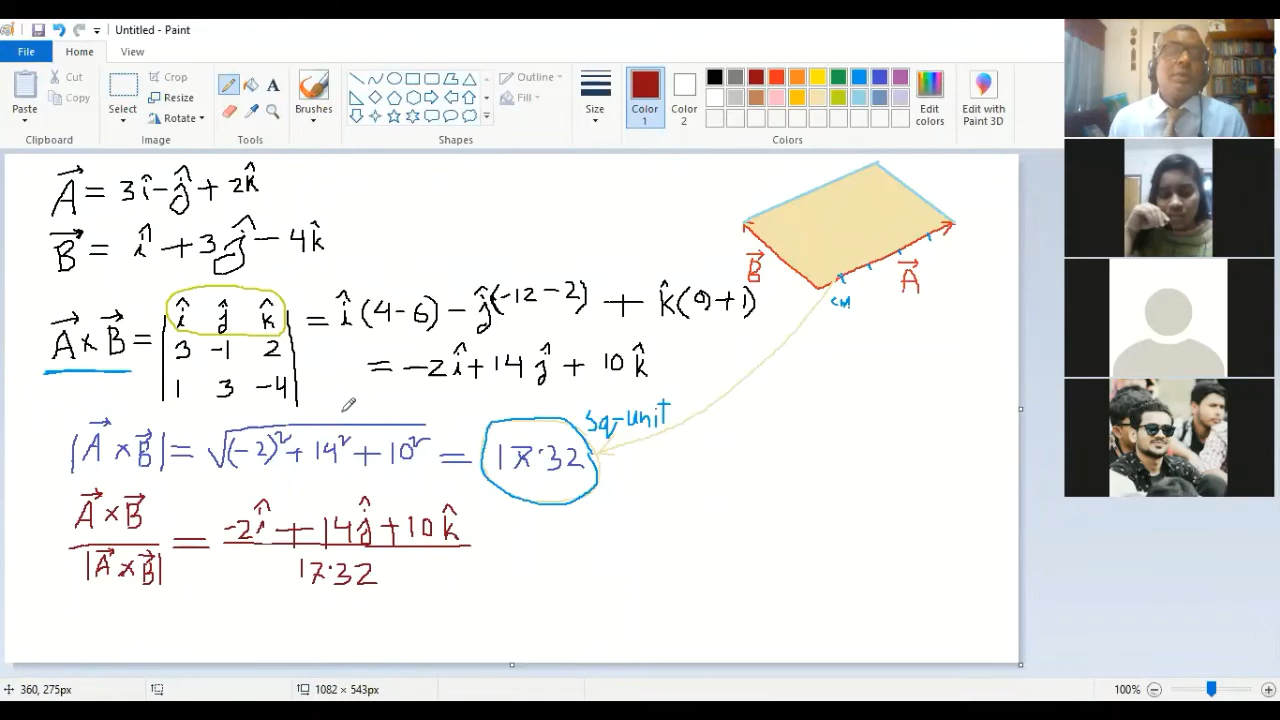 Untitled - Paint
File Home View
Paste
Cut
Copy
Clipboard
Select
Crop
Resize
Rotate
Image
Tools
Brushes
Shapes
Outline
Fill
Size
Color 1
Color 2
Colors
Edit colors
Edit with Paint 3D
A⃗ = 3î - ĵ + 2k̂
B⃗ = î + 3ĵ - 4k̂
A⃗ × B⃗ = | î ĵ k̂ | = î (4 - 6) - ĵ (-12 - 2) + k̂ (9 + 1)
3 -1 2
= -2î + 14ĵ + 10k̂
1 3 -4
B⃗
A⃗
CM
|A⃗ × B⃗| = √(-2)² + 14² + 10² = 17.32
Sq-unit
A⃗ × B⃗ / |A⃗ × B⃗| = -2î + 14ĵ + 10k̂ / 17.32
360, 275px
1082 × 543px
100%